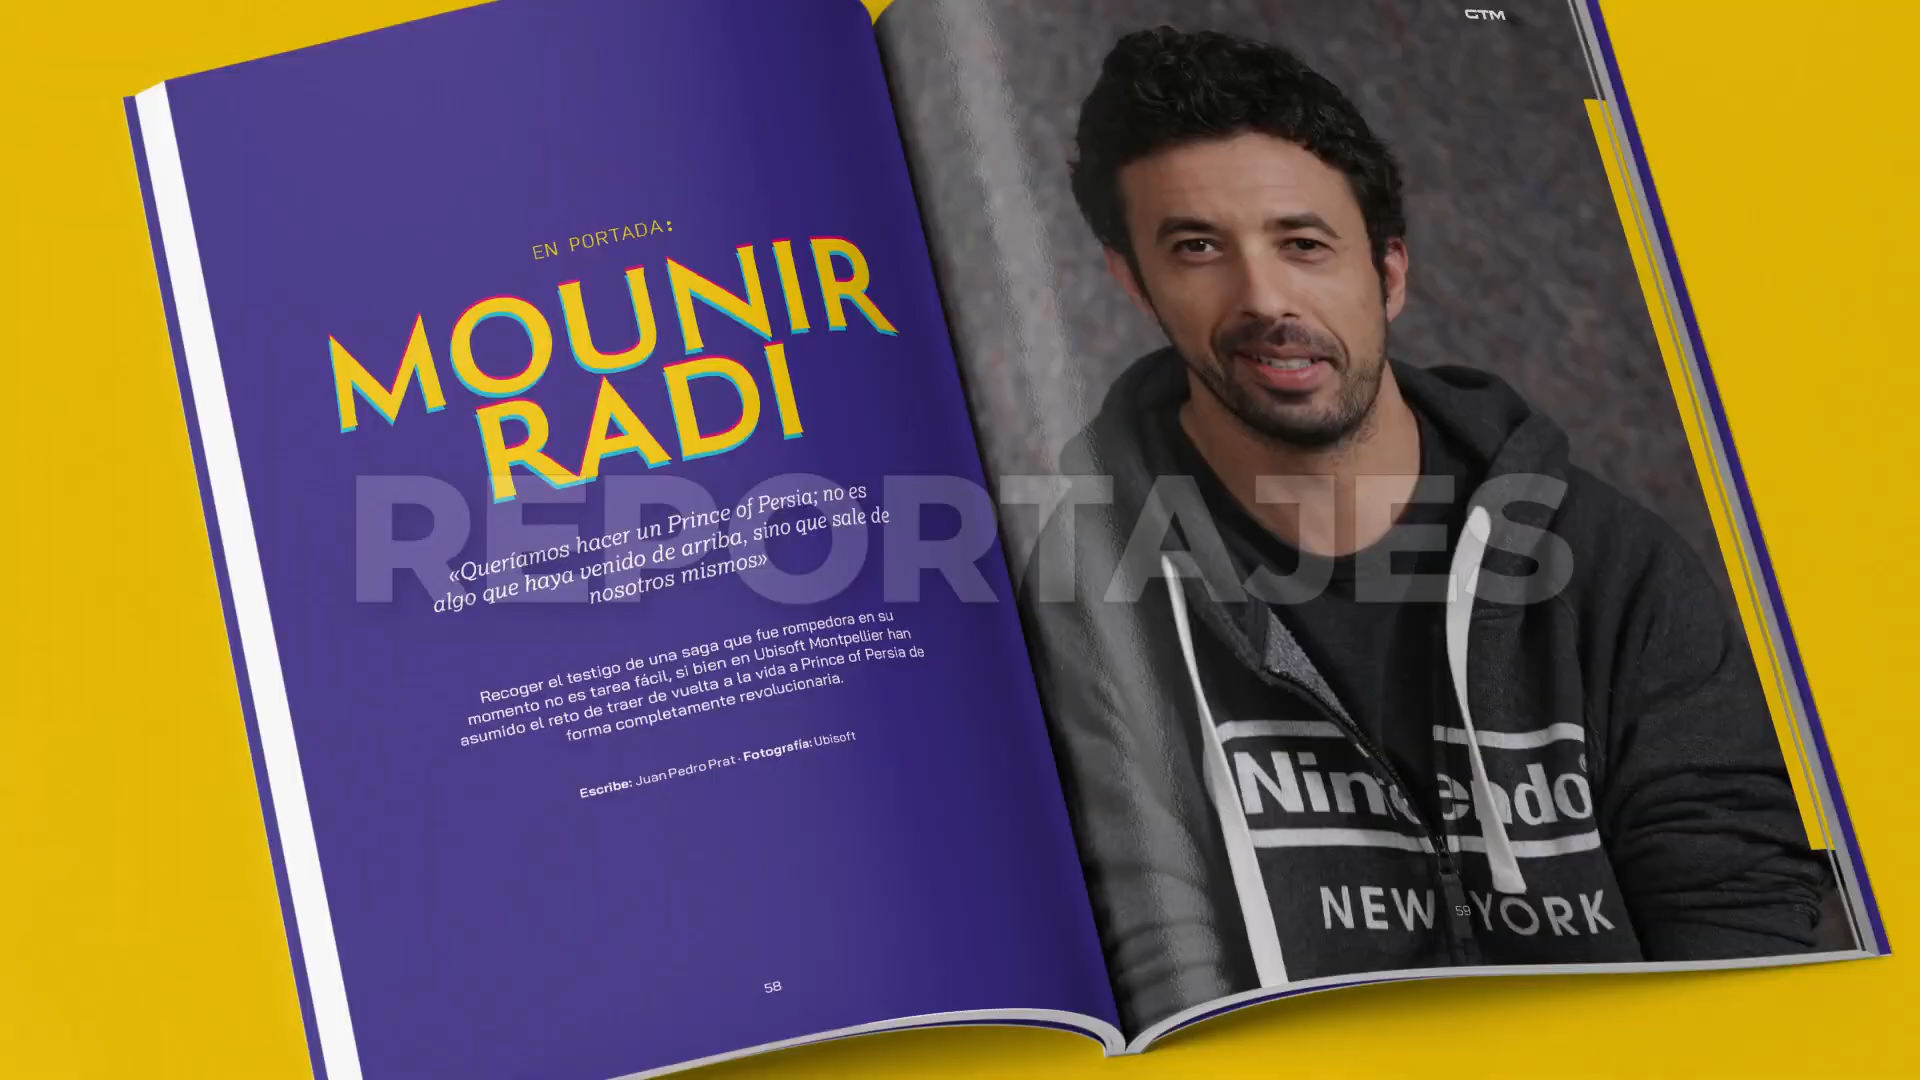 GTM
EN PORTADA:
MOUNIR
RADI
REPORTAJES
«Queríamos hacer un Prince of Persia; no es
algo que haya venido de arriba, sino que sale de
nosotros mismos»
Recoger el testigo de una saga que fue rompedora en su
momento no es tarea fácil, si bien en Ubisoft Montpellier han
asumido el reto de traer de vuelta a la vida a Prince of Persia de
forma completamente revolucionaria.
Escribe: Juan Pedro Prat · Fotografía: Ubisoft
58
Nintendo®
NEW YORK
59